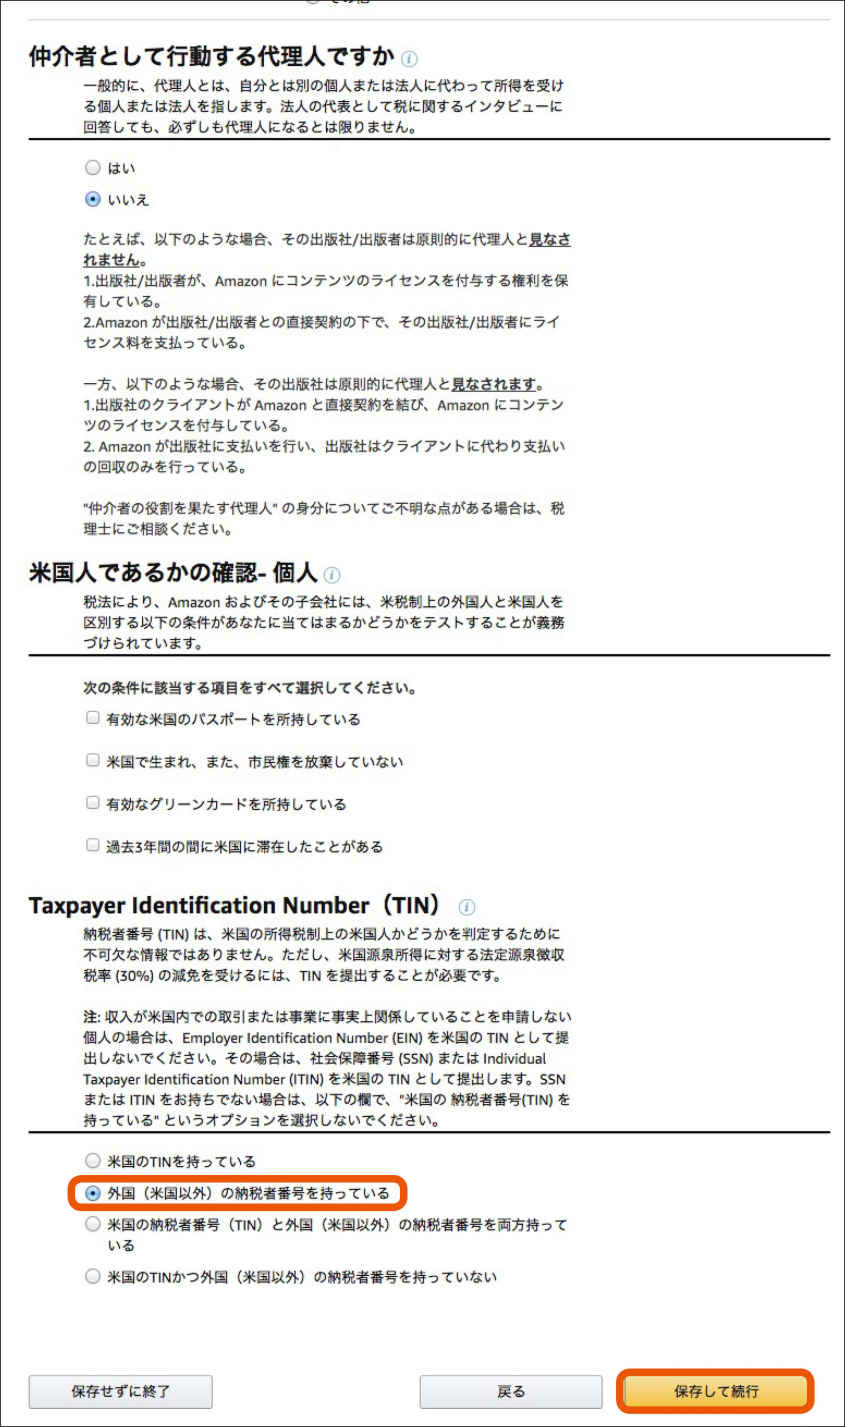 仲介者として行動する代理人ですか
一般的に、代理人とは、自分とは別の個人または法人に代わって所得を受け
る個人または法人を指します。法人の代表として税に関するインタビューに
回答しても、必ずしも代理人になるとは限りません。
はい
いいえ
たとえば、以下のような場合、その出版社/出版者は原則的に代理人と見なさ
れません。
1.出版社/出版者が、Amazon にコンテンツのライセンスを付与する権利を保
有している。
2.Amazon が出版社/出版者との直接契約の下で、その出版社/出版者にライ
センス料を支払っている。
一方、以下のような場合、その出版社は原則的に代理人と見なされます。
1.出版社のクライアントが Amazon と直接契約を結び、Amazon にコンテン
ツのライセンスを付与している。
2. Amazon が出版社に支払いを行い、出版社はクライアントに代わり支払い
の回収のみを行っている。
"仲介者の役割を果たす代理人" の身分についてご不明な点がある場合は、税
理士にご相談ください。
米国人であるかの確認- 個人
税法により、Amazon およびその子会社には、米税制上の外国人と米国人を
区別する以下の条件があなたに当てはまるかどうかをテストすることが義務
づけられています。
次の条件に該当する項目をすべて選択してください。
有効な米国のパスポートを所持している
米国で生まれ、また、市民権を放棄していない
有効なグリーンカードを所持している
過去3年間の間に米国に滞在したことがある
Taxpayer Identification Number（TIN）
納税者番号 (TIN) は、米国の所得税制上の米国人かどうかを判定するために
不可欠な情報ではありません。ただし、米国源泉所得に対する法定源泉徴収
税率 (30%) の減免を受けるには、TIN を提出することが必要です。
注: 収入が米国内での取引または事業に事実上関係していることを申請しない
個人の場合は、Employer Identification Number (EIN) を米国の TIN として提
出しないでください。その場合は、社会保障番号 (SSN) または Individual
Taxpayer Identification Number (ITIN) を米国の TIN として提出します。SSN
または ITIN をお持ちでない場合は、以下の欄で、"米国の 納税者番号(TIN) を
持っている" というオプションを選択しないでください。
米国のTINを持っている
外国（米国以外）の納税者番号を持っている
米国の納税者番号（TIN）と外国（米国以外）の納税者番号を両方持って
いる
米国のTINかつ外国（米国以外）の納税者番号を持っていない
保存せずに終了
戻る
保存して続行